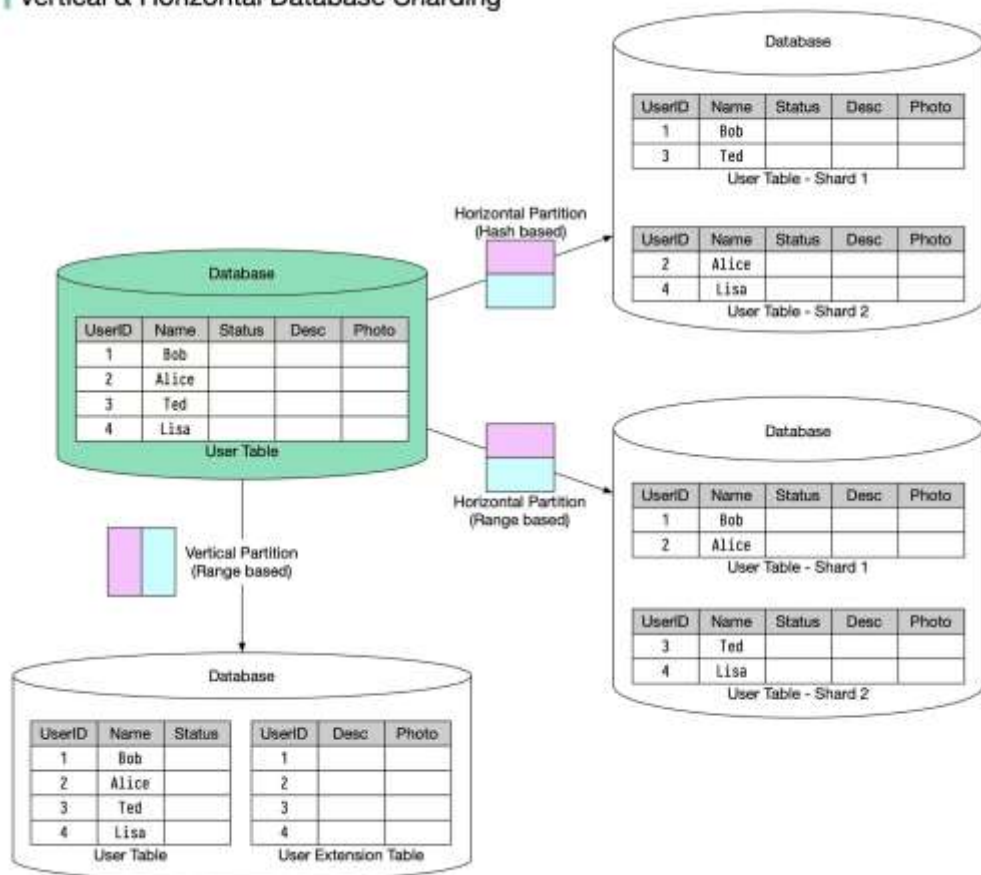 Vertical & Horizontal Database Sharding
Database
UserID Name Status Desc Photo
1 Bob
3 Ted
User Table - Shard 1
UserID Name Status Desc Photo
2 Alice
4 Lisa
User Table - Shard 2
Horizontal Partition
(Hash based)
Database
UserID Name Status Desc Photo
1 Bob
2 Alice
3 Ted
4 Lisa
User Table
Horizontal Partition
(Range based)
Database
UserID Name Status Desc Photo
1 Bob
2 Alice
User Table - Shard 1
UserID Name Status Desc Photo
3 Ted
4 Lisa
User Table - Shard 2
Vertical Partition
(Range based)
Database
UserID Name Status
1 Bob
2 Alice
3 Ted
4 Lisa
User Table
UserID Desc Photo
1
2
3
4
User Extension Table